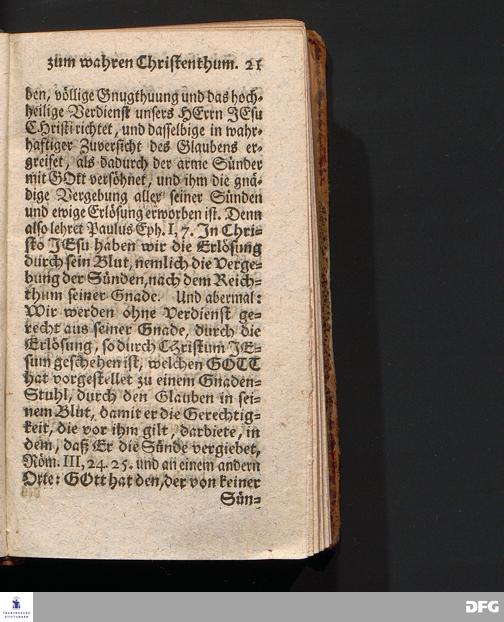 zum wahren Christenthum. 21
den, völlige Gnugthuung und das hoch-
heilige Verdienst unsers HErrn JEsu
CHristi richtet, und dasselbige in wahr-
haftiger Zuversicht des Glaubens er-
greifet, als dadurch der arme Sünder
mit GOtt versöhnet, und ihm die gnä-
dige Vergebung aller seiner Sünden
und ewige Erlösung erworben ist. Denn
also lehret Paulus Eph. I, 7. In Chri-
sto JEsu haben wir die Erlösung
durch sein Blut, nemlich die Verge-
bung der Sünden, nach dem Reich-
thum seiner Gnade. Und abermal:
Wir werden ohne Verdienst ge-
recht aus seiner Gnade, durch die
Erlösung, so durch CHristum JE-
sum geschehen ist, welchen GOTT
hat vorgestellet zu einem Gnaden-
Stuhl, durch den Glauben in sei-
nem Blut, damit er die Gerechtig-
keit, die vor ihm gilt, darbiete, in
dem, daß Er die Sünde vergiebet,
Röm. III, 24. 25. und an einem andern
Orte: GOtt hat den, der von keiner
Sün-
FRANCKESCHE
STIFTUNGEN
DFG